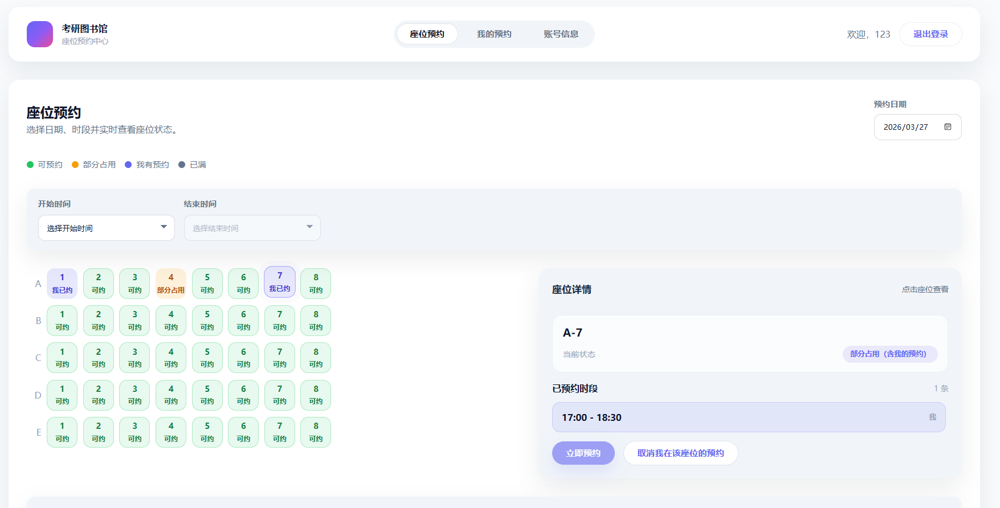 考研图书馆
座位预约中心
座位预约 我的预约 账号信息
欢迎，123 退出登录
座位预约
选择日期、时段并实时查看座位状态。
预约日期
2026/03/27
可预约 部分占用 我有预约 已满
开始时间 结束时间
选择开始时间 选择结束时间
A 1 2 3 4 5 6 7 8
我已约 可约 可约 部分占用 可约 可约 我已约 可约
B 1 2 3 4 5 6 7 8
可约 可约 可约 可约 可约 可约 可约 可约
C 1 2 3 4 5 6 7 8
可约 可约 可约 可约 可约 可约 可约 可约
D 1 2 3 4 5 6 7 8
可约 可约 可约 可约 可约 可约 可约 可约
E 1 2 3 4 5 6 7 8
可约 可约 可约 可约 可约 可约 可约 可约
座位详情 点击座位查看
A-7
当前状态 部分占用（含我的预约）
已预约时段 1 条
17:00 - 18:30 我
立即预约 取消我在该座位的预约